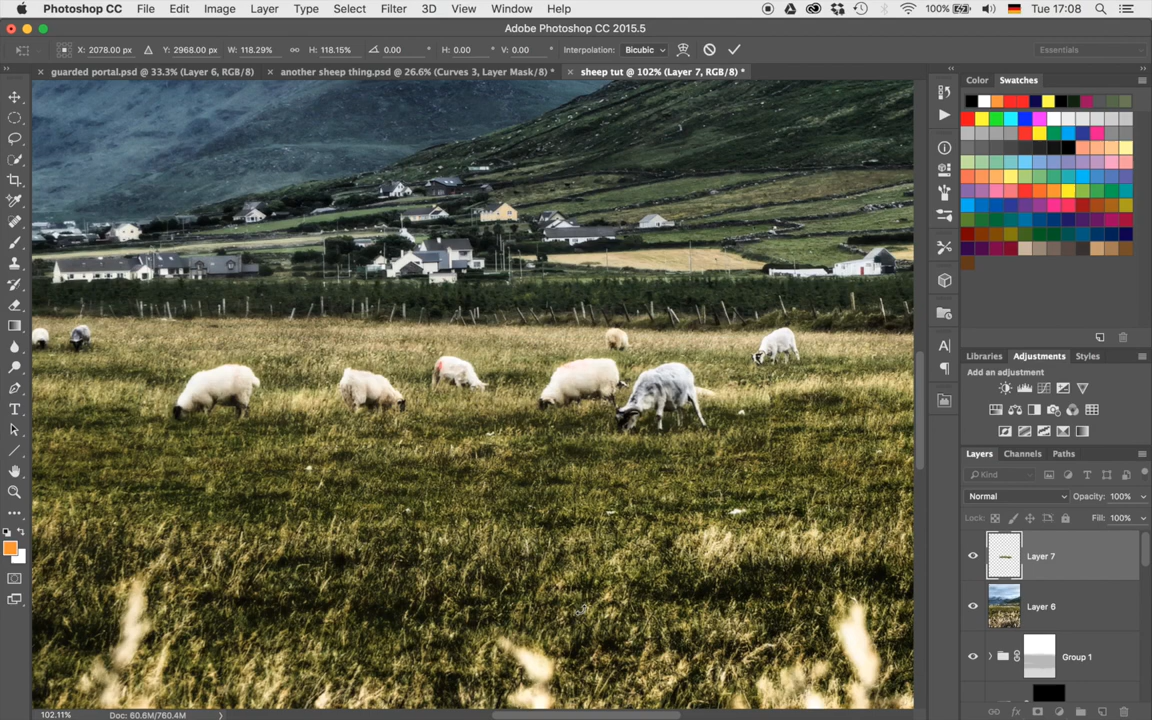 Photoshop CC File Edit Image Layer Type Select Filter 3D View Window Help 100% Tue 17:08
Adobe Photoshop CC 2015.5
X: 2078.00 px Y: 2968.00 px W: 118.29% H: 118.15% 0.00 ° H: 0.00 ° V: 0.00 ° Interpolation: Bicubic Essentials
guarded portal.psd @ 33.3% (Layer 6, RGB/8) another sheep thing.psd @ 26.6% (Curves 3, Layer Mask/8) * sheep tut @ 102% (Layer 7, RGB/8) *
Color Swatches
Libraries Adjustments Styles
Add an adjustment
Layers Channels Paths
Kind
Normal Opacity: 100%
Lock: Fill: 100%
Layer 7
Layer 6
Group 1
102.11% Doc: 60.6M/760.4M